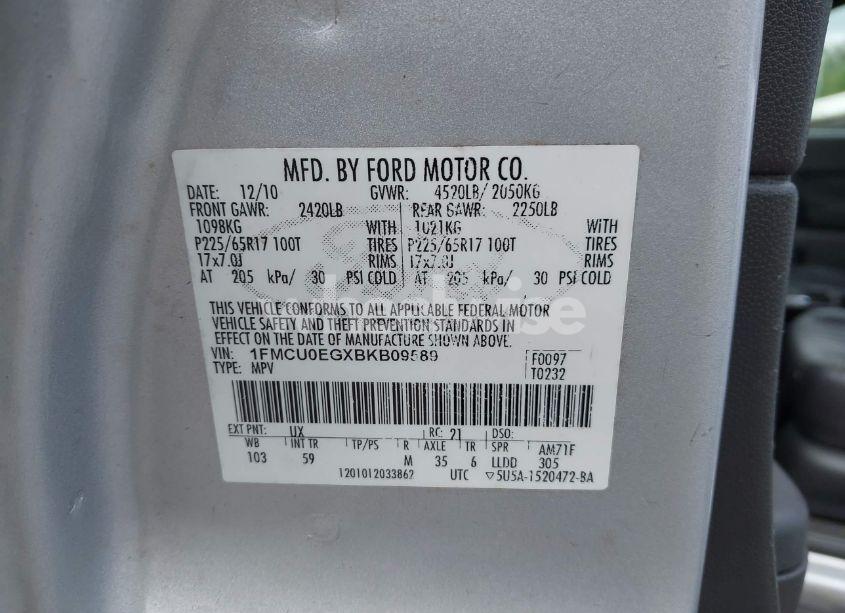 MFD. BY FORD MOTOR CO.
DATE: 12/10 GVWR: 4520LB/ 2050KG
FRONT GAWR: 2420LB REAR GAWR: 2250LB
1098KG WITH 1021KG WITH
P225/65R17 100T TIRES P225/65R17 100T TIRES
17x7.0J RIMS 17x7.0J RIMS
AT 205 kPa/ 30 PSI COLD AT 205 kPa/ 30 PSI COLD
THIS VEHICLE CONFORMS TO ALL APPLICABLE FEDERAL MOTOR
VEHICLE SAFETY AND THEFT PREVENTION STANDARDS IN
EFFECT ON THE DATE OF MANUFACTURE SHOWN ABOVE.
VIN: 1FMCU0EGXBKB09589 F0097
TYPE: MPV T0232
EXT PNT: UX RC: 21 DSO:
WB INT TR TP/PS R AXLE TR SPR AM71F
103 59 M 35 6 LLDD 305
1201012033862 UTC ▽5U5A-1520472-BA